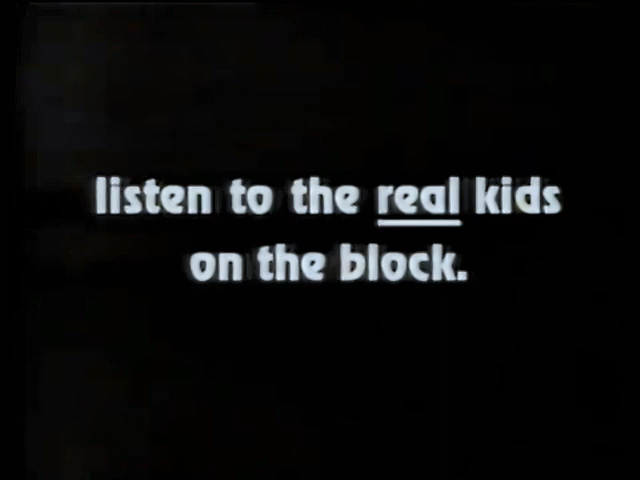 listen to the real kids
on the block.